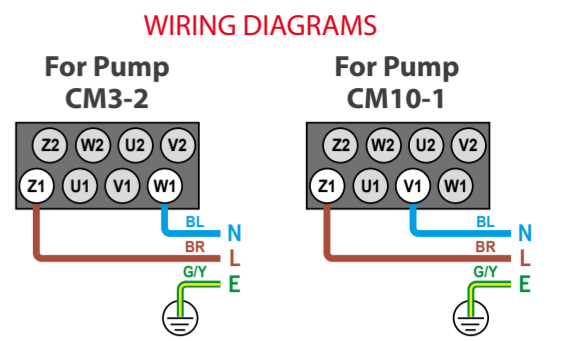 WIRING DIAGRAMS
For Pump
CM3-2
Z2 W2 U2 V2
Z1 U1 V1 W1
BL N
BR L
G/Y E
For Pump
CM10-1
Z2 W2 U2 V2
Z1 U1 V1 W1
BL N
BR L
G/Y E